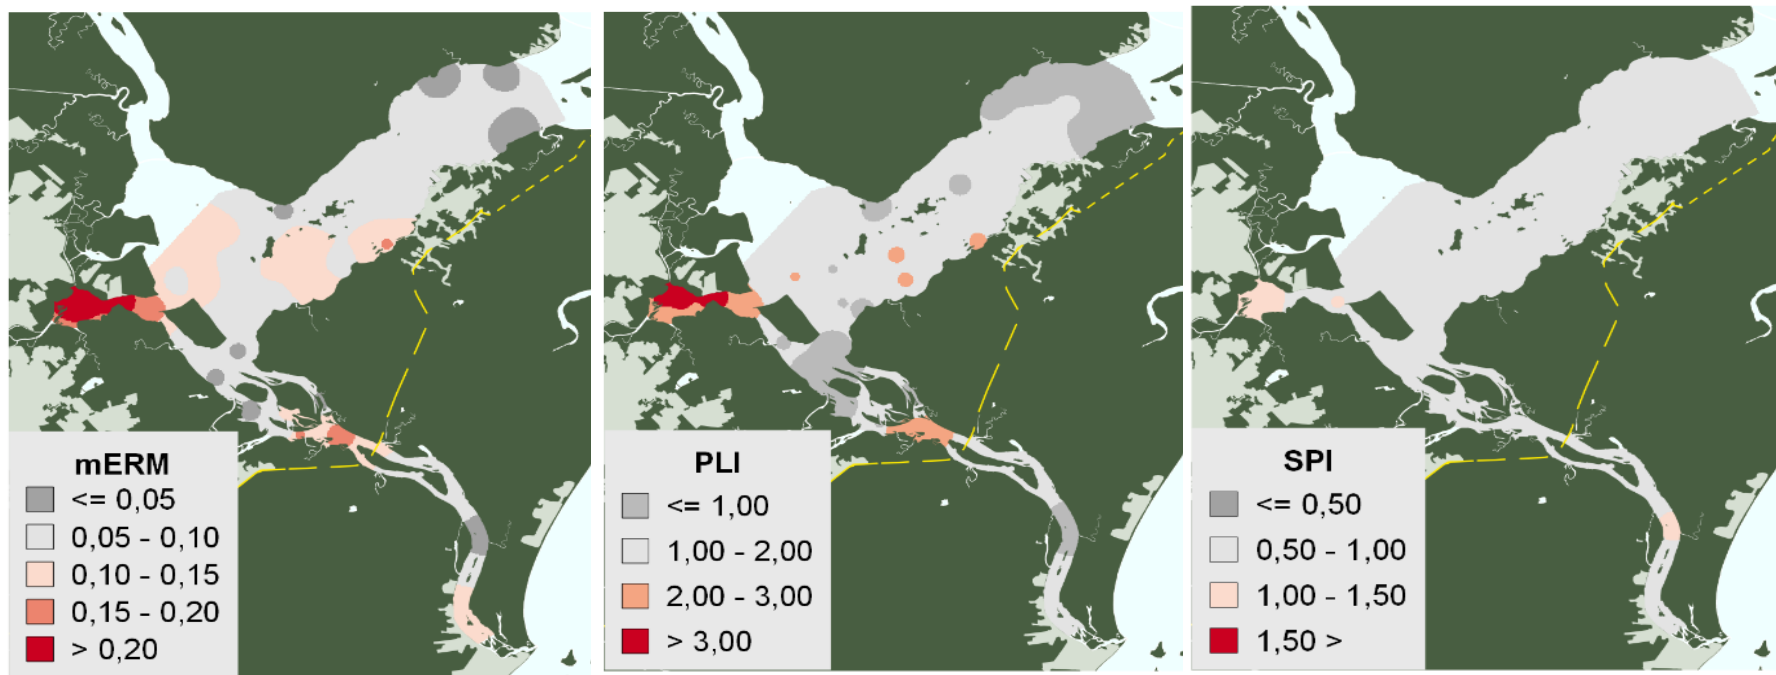 mERM
<= 0,05
0,05 - 0,10
0,10 - 0,15
0,15 - 0,20
> 0,20
PLI
<= 1,00
1,00 - 2,00
2,00 - 3,00
> 3,00
SPI
<= 0,50
0,50 - 1,00
1,00 - 1,50
1,50 >